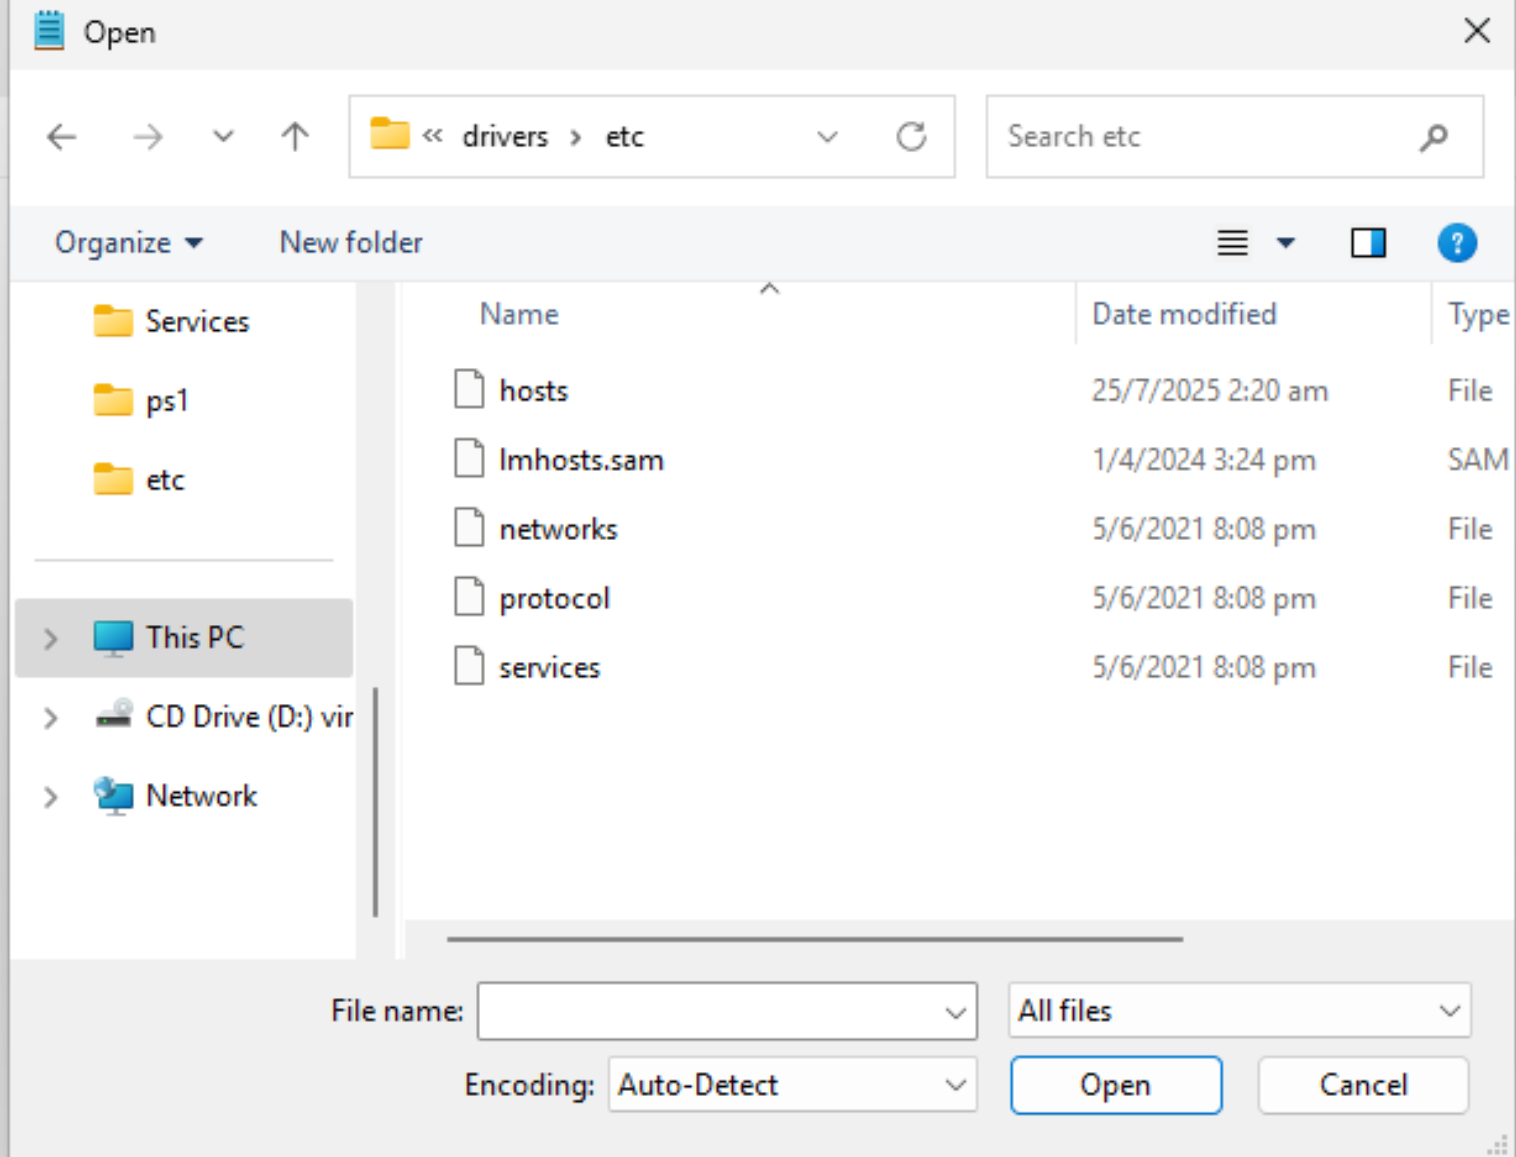 Open
drivers > etc
Search etc
Organize
New folder
Services
ps1
etc
This PC
CD Drive (D:) vir
Network
Name Date modified Type
hosts 25/7/2025 2:20 am File
lmhosts.sam 1/4/2024 3:24 pm SAM
networks 5/6/2021 8:08 pm File
protocol 5/6/2021 8:08 pm File
services 5/6/2021 8:08 pm File
File name:
All files
Encoding: Auto-Detect
Open Cancel